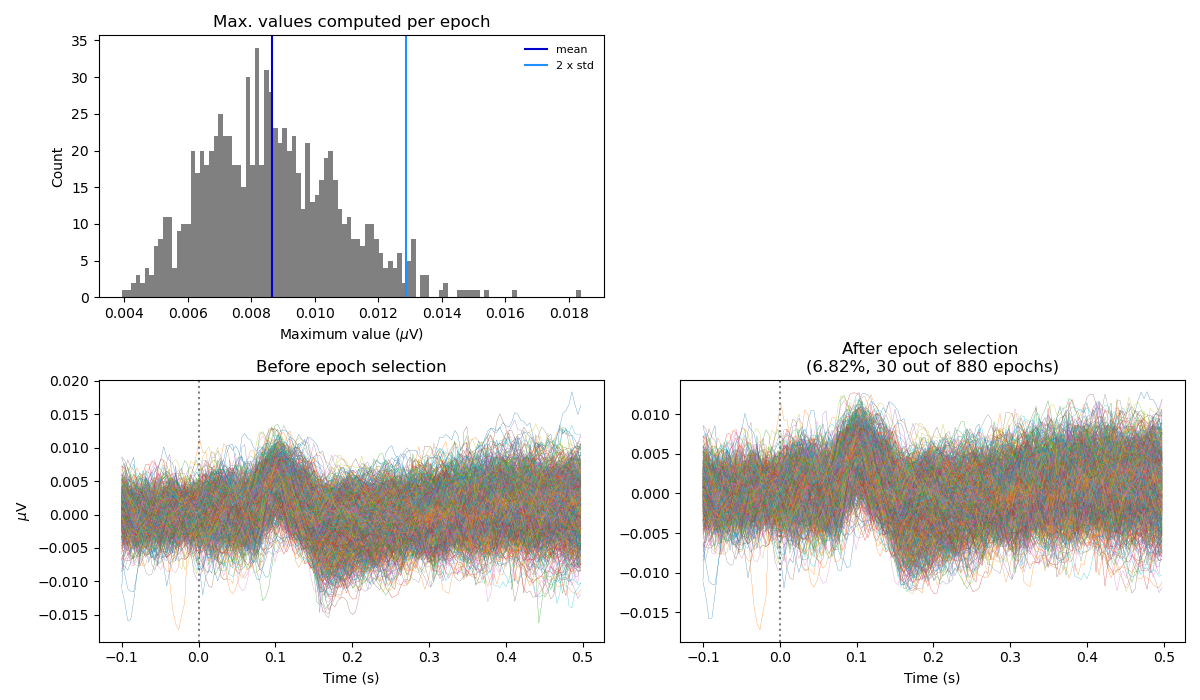 Max. values computed per epoch
35
30
25
20
15
10
5
0
Count
mean
2 x std
0.004 0.006 0.008 0.010 0.012 0.014 0.016 0.018
Maximum value (μV)
Before epoch selection
0.020
0.015
0.010
0.005
0.000
−0.005
−0.010
−0.015
μV
−0.1 0.0 0.1 0.2 0.3 0.4 0.5
Time (s)
After epoch selection
(6.82%, 30 out of 880 epochs)
0.010
0.005
0.000
−0.005
−0.010
−0.015
−0.1 0.0 0.1 0.2 0.3 0.4 0.5
Time (s)